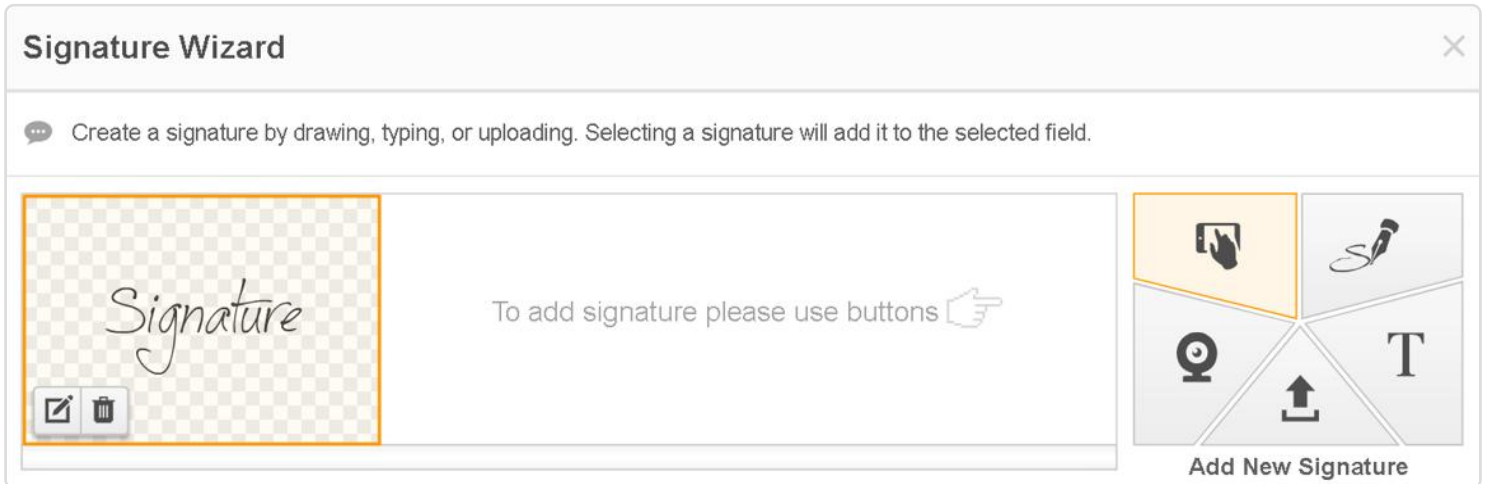 Signature Wizard
Create a signature by drawing, typing, or uploading. Selecting a signature will add it to the selected field.
Signature
To add signature please use buttons
T
Add New Signature